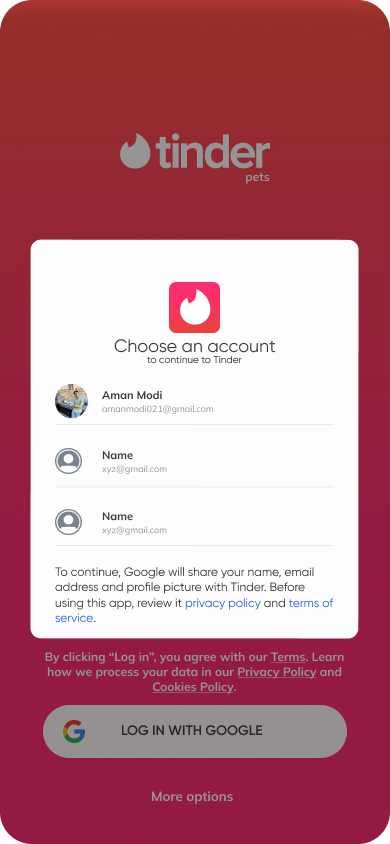 tinder
pets
Choose an account
to continue to Tinder
Aman Modi
amanmodi021@gmail.com
Name
xyz@gmail.com
Name
xyz@gmail.com
To continue, Google will share your name, email
address and profile picture with Tinder. Before
using this app, review it privacy policy and terms of
service.
By clicking “Log in”, you agree with our Terms. Learn
how we process your data in our Privacy Policy and
Cookies Policy.
LOG IN WITH GOOGLE
More options